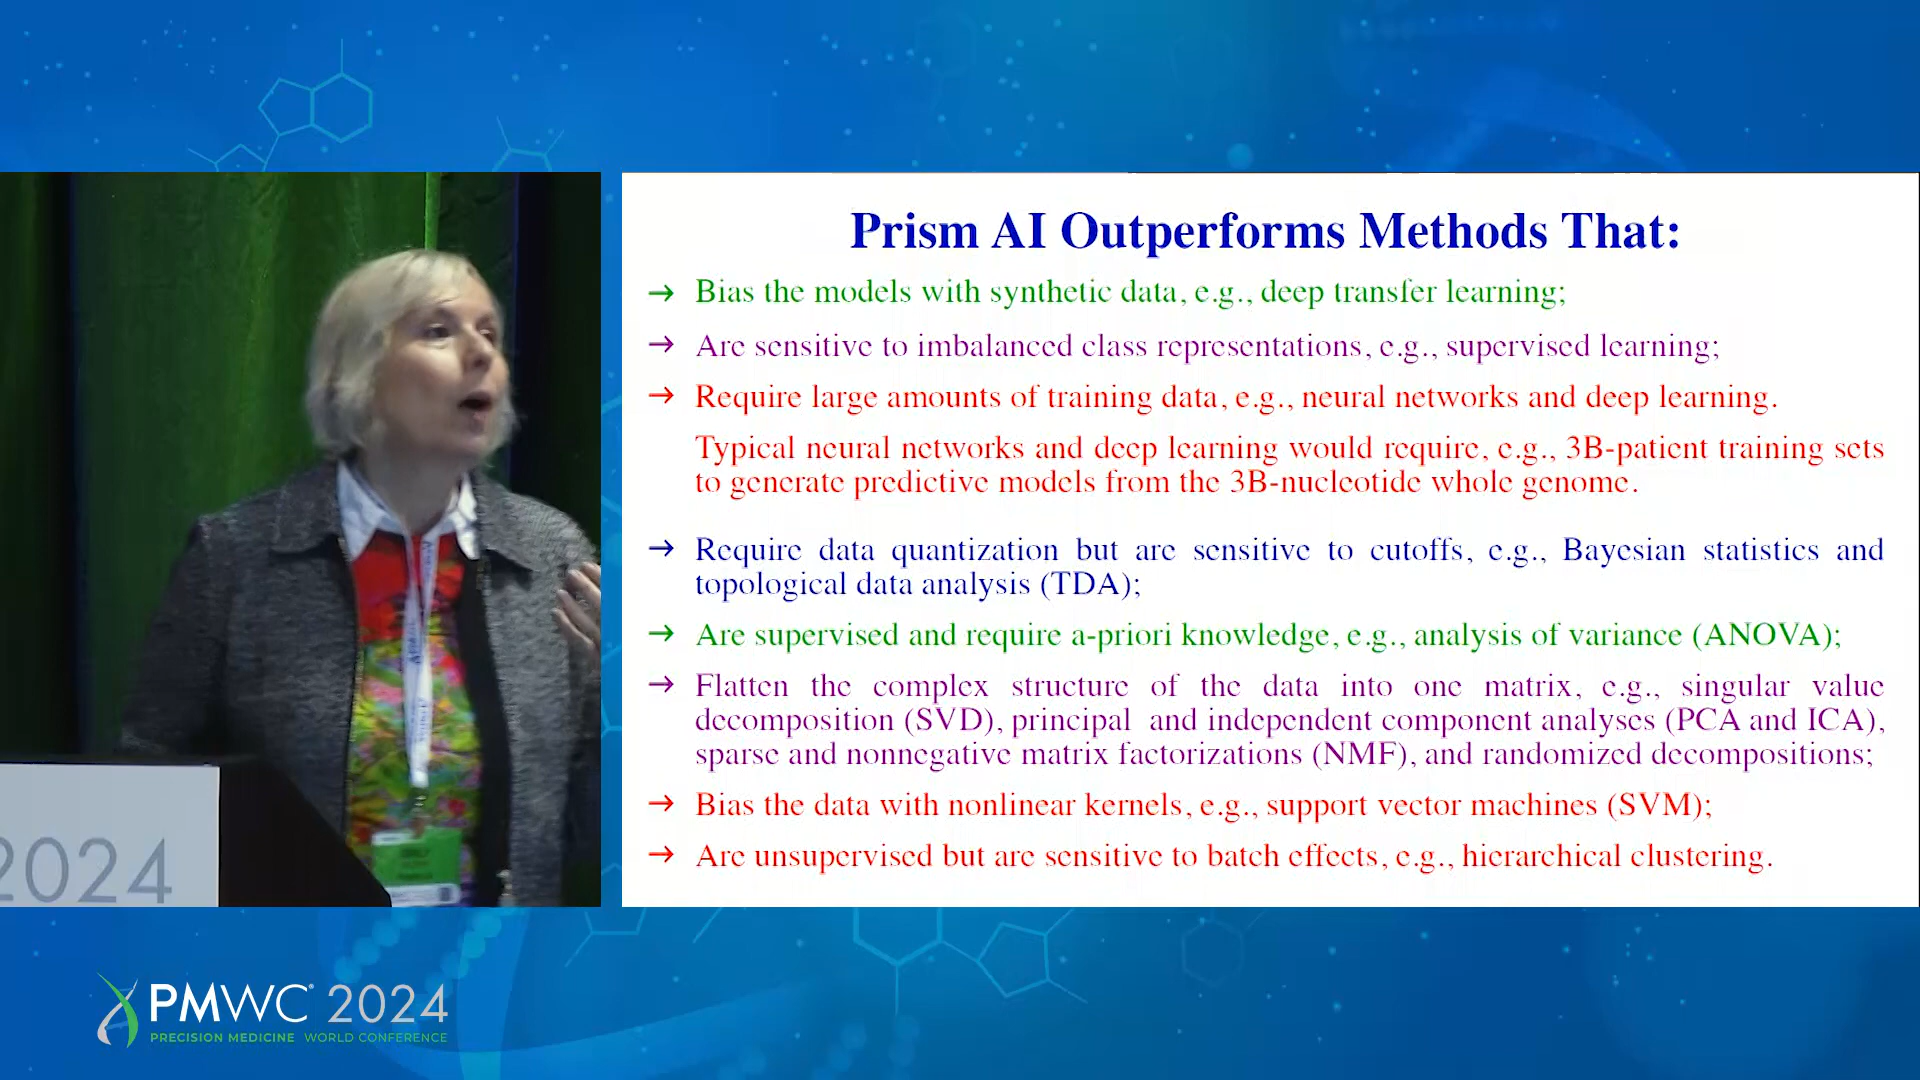 Prism AI Outperforms Methods That:
→ Bias the models with synthetic data, e.g., deep transfer learning;
→ Are sensitive to imbalanced class representations, e.g., supervised learning;
→ Require large amounts of training data, e.g., neural networks and deep learning.
Typical neural networks and deep learning would require, e.g., 3B-patient training sets
to generate predictive models from the 3B-nucleotide whole genome.
→ Require data quantization but are sensitive to cutoffs, e.g., Bayesian statistics and
topological data analysis (TDA);
→ Are supervised and require a-priori knowledge, e.g., analysis of variance (ANOVA);
→ Flatten the complex structure of the data into one matrix, e.g., singular value
decomposition (SVD), principal and independent component analyses (PCA and ICA),
sparse and nonnegative matrix factorizations (NMF), and randomized decompositions;
→ Bias the data with nonlinear kernels, e.g., support vector machines (SVM);
→ Are unsupervised but are sensitive to batch effects, e.g., hierarchical clustering.
2024
PMWC® 2024
PRECISION MEDICINE WORLD CONFERENCE